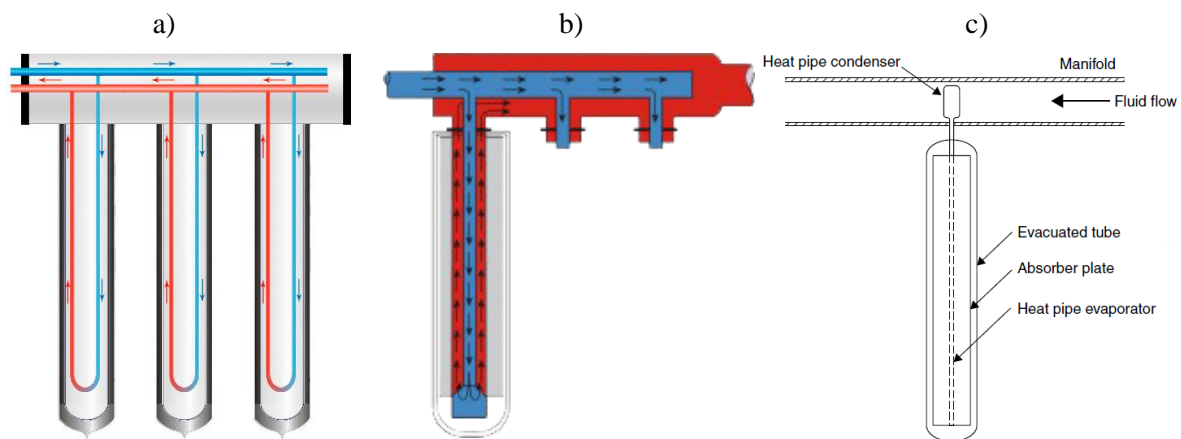 a)
b)
c)
Heat pipe condenser
Manifold
Fluid flow
Evacuated tube
Absorber plate
Heat pipe evaporator